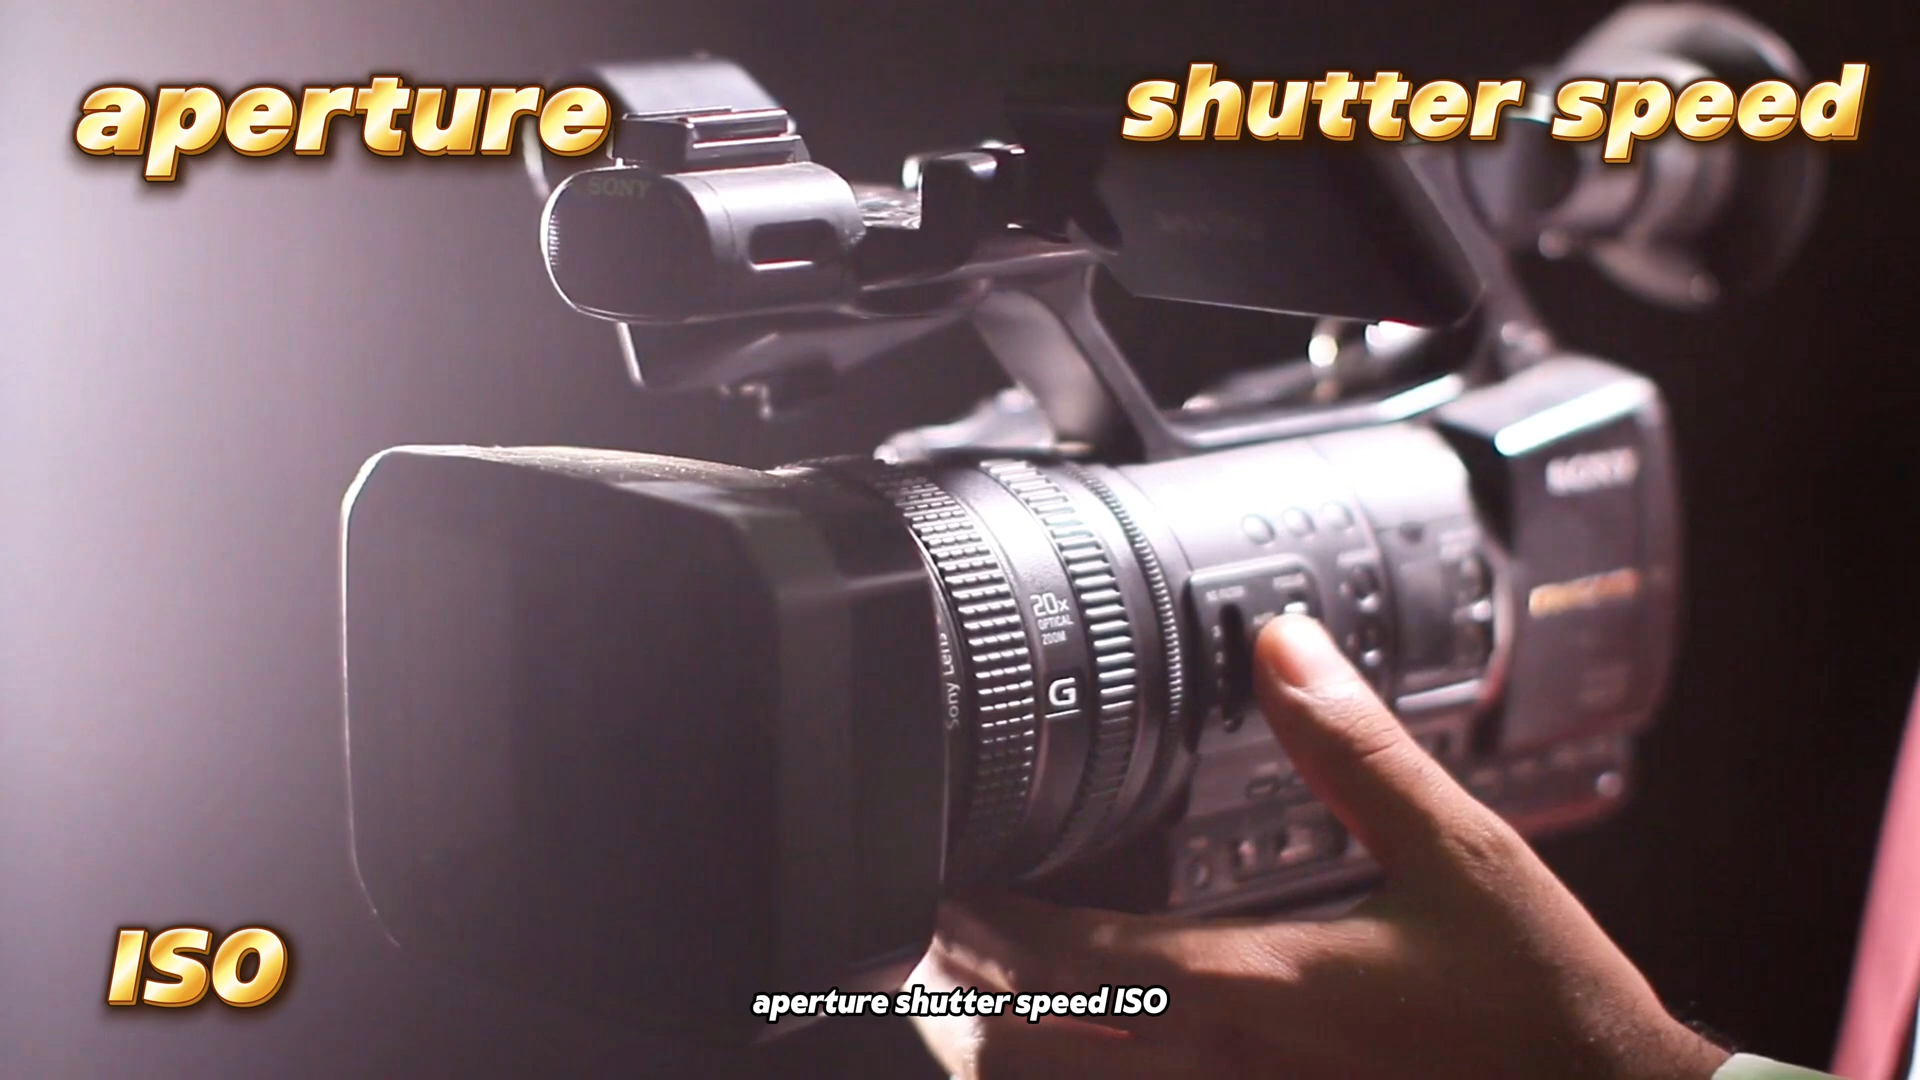 aperture
shutter speed
SONY
SONY
20x
OPTICAL
ZOOM
G
Sony Lens
ISO
aperture shutter speed ISO